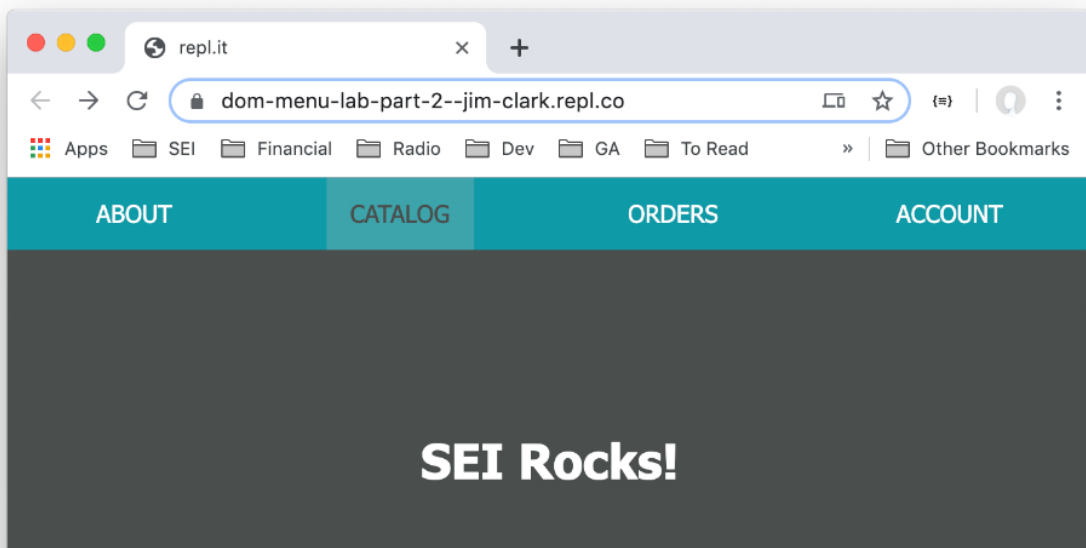 repl.it
dom-menu-lab-part-2--jim-clark.repl.co
Apps SEI Financial Radio Dev GA To Read » Other Bookmarks
ABOUT CATALOG ORDERS ACCOUNT
SEI Rocks!